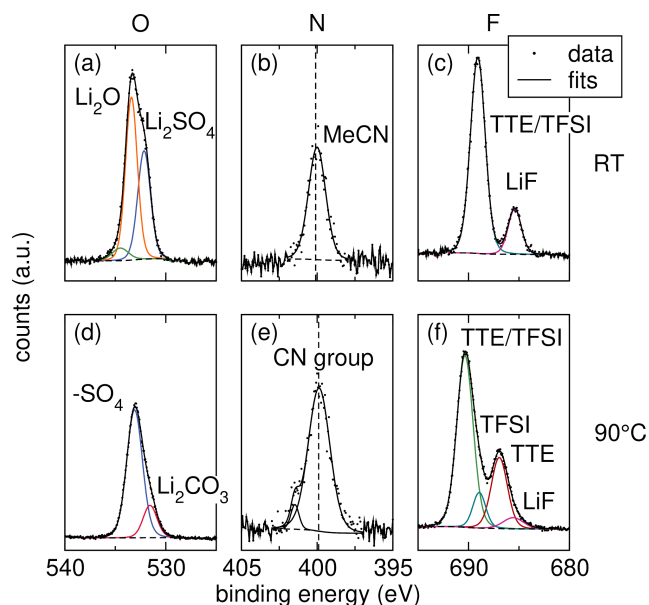 O N F
(a) (b) (c)
data
fits
Li₂O
Li₂SO₄
MeCN
TTE/TFSI
LiF
RT
counts (a.u.)
(d) (e) (f)
-SO₄
Li₂CO₃
CN group
TTE/TFSI
TFSI
TTE
LiF
90°C
540 530 405 400 395 690 680
binding energy (eV)